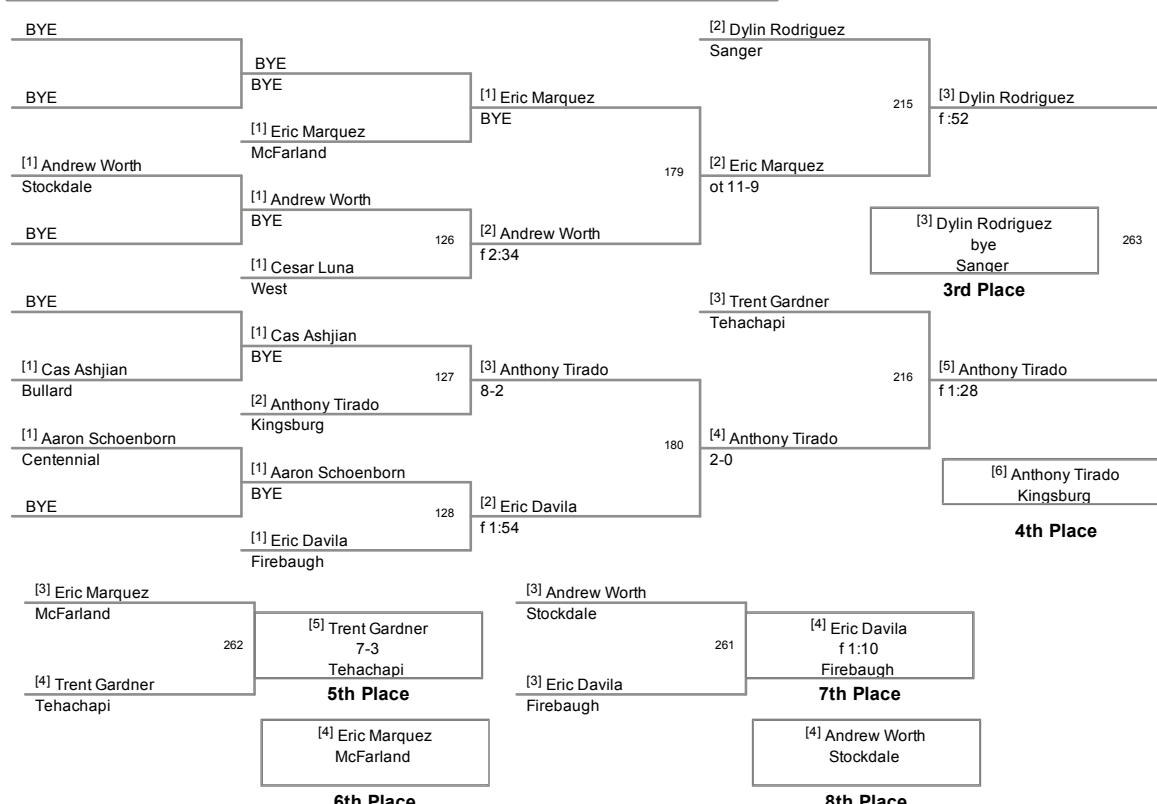 BYE
[2] Dylin Rodriguez
Sanger
BYE
BYE
BYE
[1] Eric Marquez
BYE
215
[3] Dylin Rodriguez
f :52
[1] Eric Marquez
McFarland
[1] Andrew Worth
Stockdale
179
[2] Eric Marquez
ot 11-9
[1] Andrew Worth
BYE
BYE
126
[2] Andrew Worth
f 2:34
[3] Dylin Rodriguez
bye
Sanger
263
3rd Place
[1] Cesar Luna
West
BYE
[3] Trent Gardner
Tehachapi
[1] Cas Ashjian
BYE
[1] Cas Ashjian
Bullard
127
[3] Anthony Tirado
8-2
216
[5] Anthony Tirado
f 1:28
[2] Anthony Tirado
Kingsburg
[1] Aaron Schoenborn
Centennial
180
[4] Anthony Tirado
2-0
[1] Aaron Schoenborn
BYE
[6] Anthony Tirado
Kingsburg
4th Place
BYE
128
[2] Eric Davila
f 1:54
[1] Eric Davila
Firebaugh
[3] Eric Marquez
McFarland
262
[5] Trent Gardner
7-3
Tehachapi
5th Place
[4] Trent Gardner
Tehachapi
[4] Eric Marquez
McFarland
6th Place
[3] Andrew Worth
Stockdale
261
[4] Eric Davila
f 1:10
Firebaugh
7th Place
[3] Eric Davila
Firebaugh
[4] Andrew Worth
Stockdale
8th Place